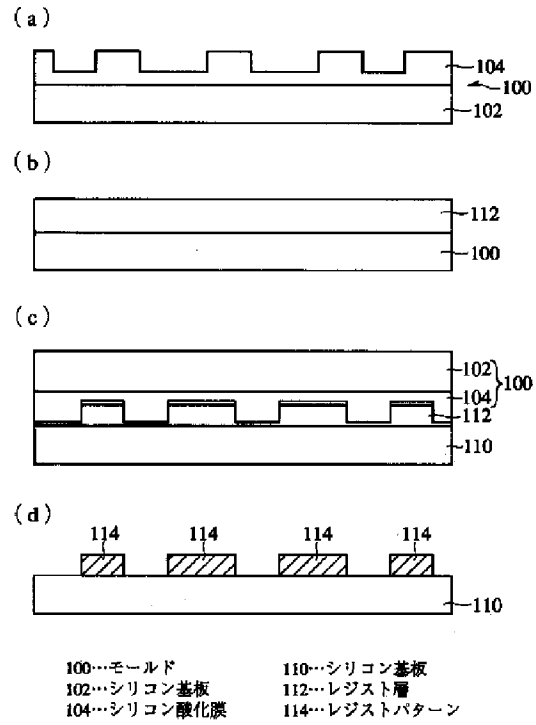 (a)
104
100
102
(b)
112
100
(c)
102
100
104
112
110
(d)
114 114 114 114
110
100…モールド 110…シリコン基板
102…シリコン基板 112…レジスト層
104…シリコン酸化膜 114…レジストパターン